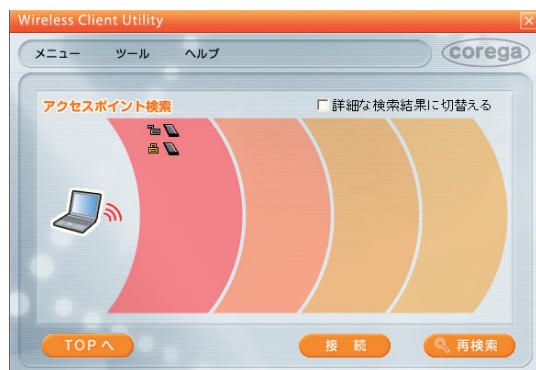 Wireless Client Utility
メニュー ツール ヘルプ corega
アクセスポイント検索 詳細な検索結果に切替える
TOPへ 接 続 再検索